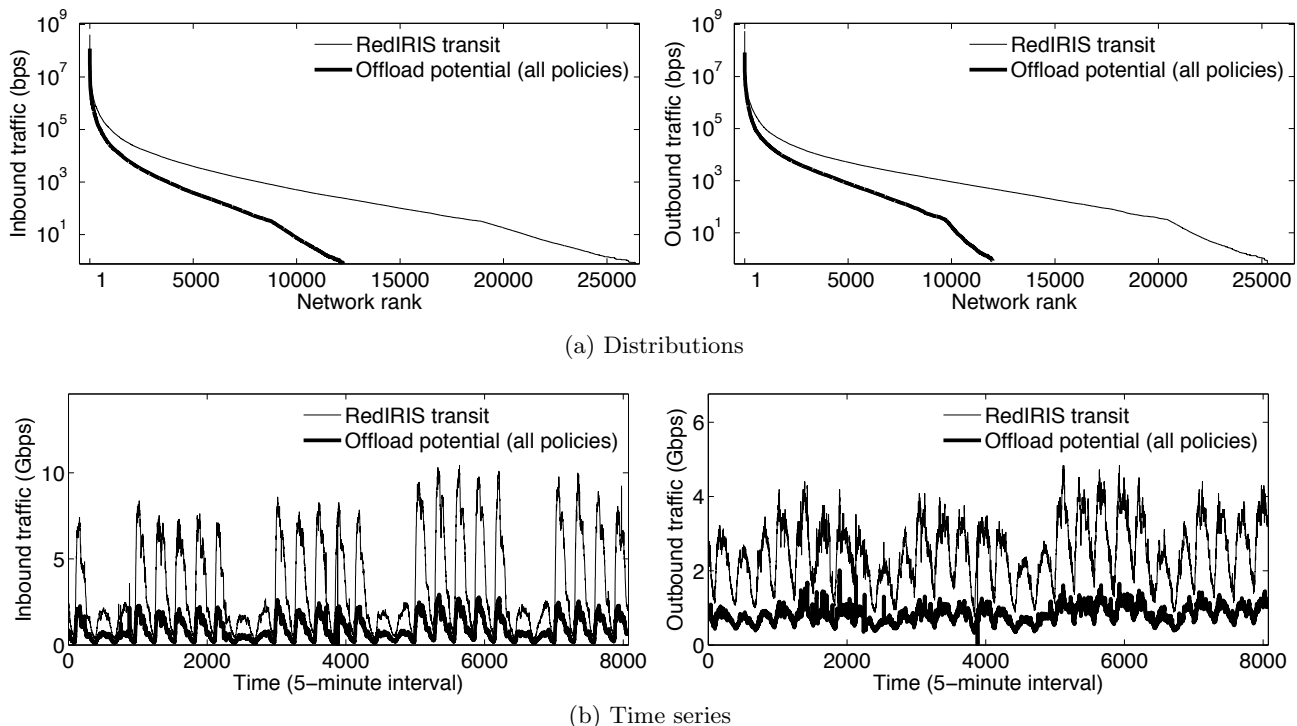 10^9
10^7
10^5
10^3
10^1
Inbound traffic (bps)
RedIRIS transit
Offload potential (all policies)
1 5000 10000 15000 20000 25000
Network rank
10^9
10^7
10^5
10^3
10^1
Outbound traffic (bps)
RedIRIS transit
Offload potential (all policies)
1 5000 10000 15000 20000 25000
Network rank
(a) Distributions
10
5
0
Inbound traffic (Gbps)
RedIRIS transit
Offload potential (all policies)
0 2000 4000 6000 8000
Time (5-minute interval)
6
4
2
0
Outbound traffic (Gbps)
RedIRIS transit
Offload potential (all policies)
0 2000 4000 6000 8000
Time (5-minute interval)
(b) Time series